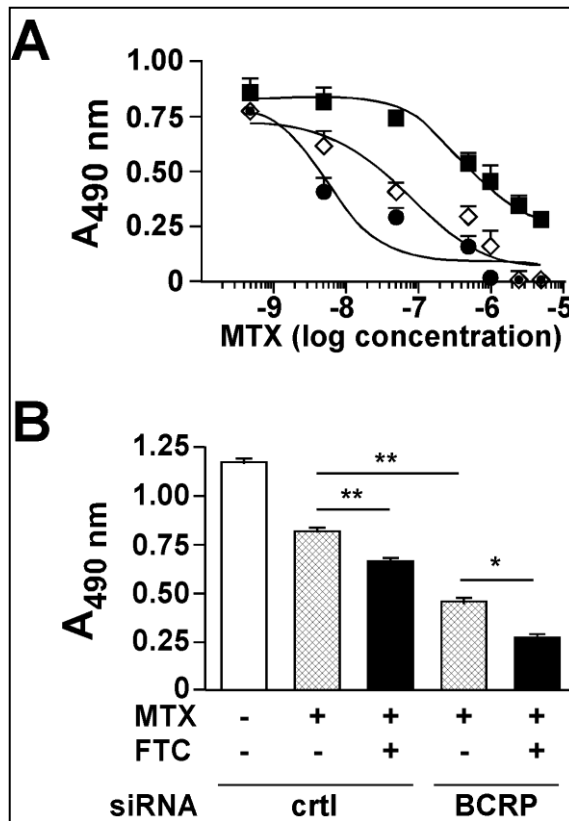 A
1.00
0.75
0.50
0.25
0
A490 nm
-9 -8 -7 -6 -5
MTX (log concentration)
B
1.25
1.00
0.75
0.50
0.25
0
A490 nm
**
**
*
MTX - + + + +
FTC - - + - +
siRNA crtl BCRP